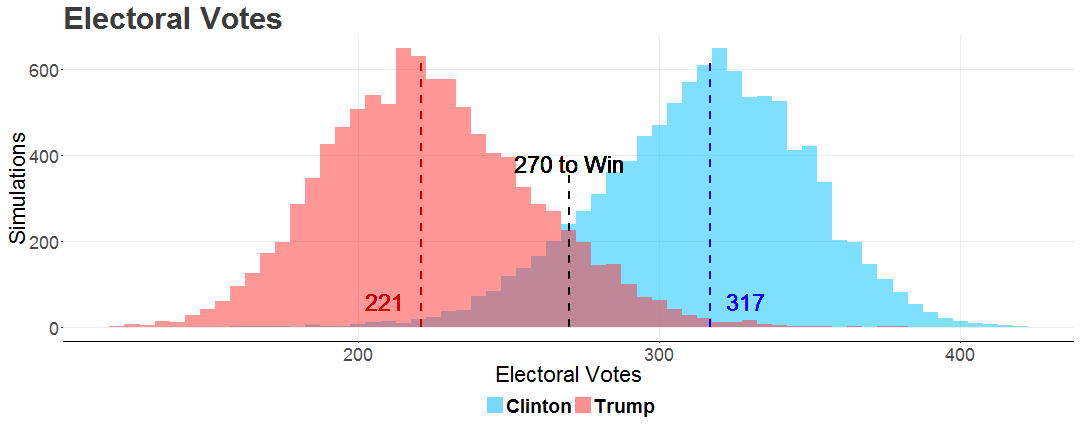 Electoral Votes
Simulations
600
400
200
0
270 to Win
221
317
200 300 400
Electoral Votes
Clinton Trump